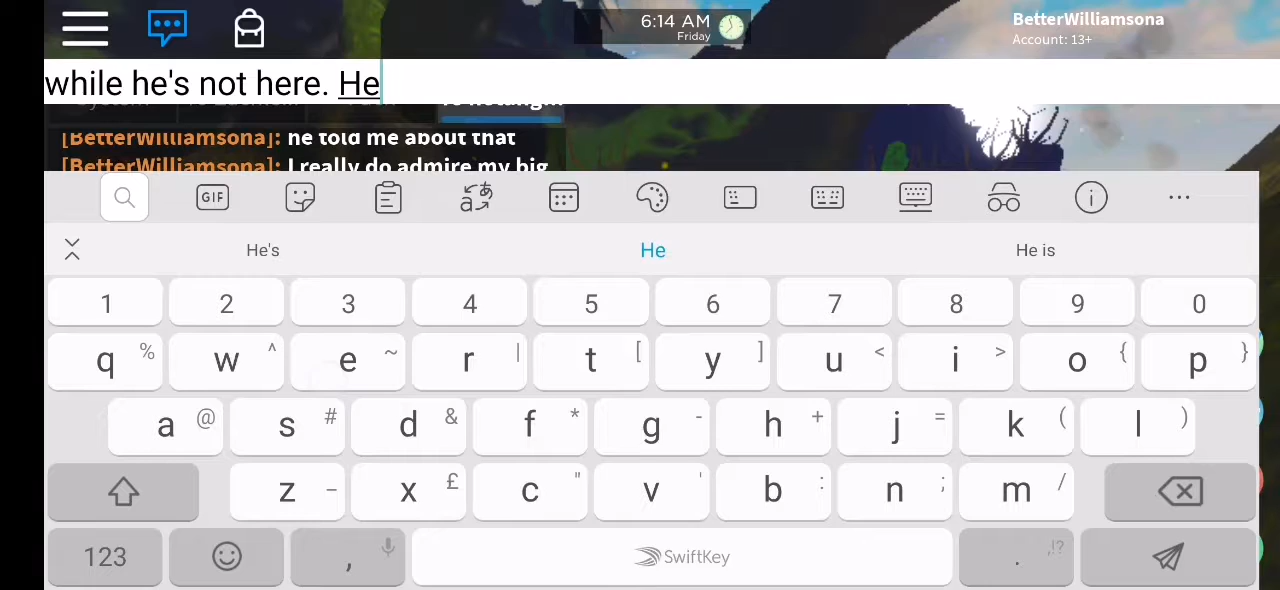 6:14 AM
Friday
BetterWilliamsona
Account: 13+
while he's not here. He
[BetterWilliamsona]: he told me about that
[BetterWilliamsona]: I really do admire my big
GIF
He's He He is
1 2 3 4 5 6 7 8 9 0
q % w ^ e ~ r | t [ y ] u < i > o { p }
a @ s # d & f * g - h + j = k ( l )
z _ x £ c " v ' b : n ; m /
123 , SwiftKey . ,!?